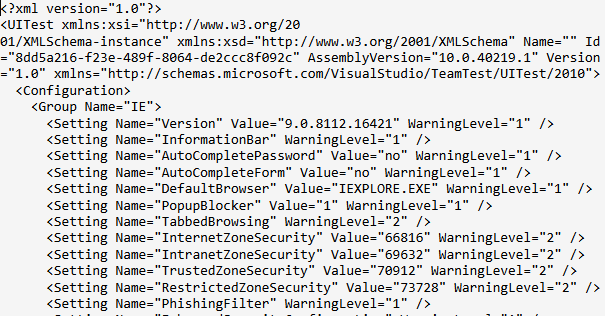 <?xml version="1.0"?>
<UITest xmlns:xsi="http://www.w3.org/20
01/XMLSchema-instance" xmlns:xsd="http://www.w3.org/2001/XMLSchema" Name="" Id
="8dd5a216-f23e-489f-8064-de2ccc8f092c" AssemblyVersion="10.0.40219.1" Version
="1.0" xmlns="http://schemas.microsoft.com/VisualStudio/TeamTest/UITest/2010">
  <Configuration>
    <Group Name="IE">
      <Setting Name="Version" Value="9.0.8112.16421" WarningLevel="1" />
      <Setting Name="InformationBar" WarningLevel="1" />
      <Setting Name="AutoCompletePassword" Value="no" WarningLevel="1" />
      <Setting Name="AutoCompleteForm" Value="no" WarningLevel="1" />
      <Setting Name="DefaultBrowser" Value="IEXPLORE.EXE" WarningLevel="1" />
      <Setting Name="PopupBlocker" Value="1" WarningLevel="1" />
      <Setting Name="TabbedBrowsing" WarningLevel="2" />
      <Setting Name="InternetZoneSecurity" Value="66816" WarningLevel="2" />
      <Setting Name="IntranetZoneSecurity" Value="69632" WarningLevel="2" />
      <Setting Name="TrustedZoneSecurity" Value="70912" WarningLevel="2" />
      <Setting Name="RestrictedZoneSecurity" Value="73728" WarningLevel="2" />
      <Setting Name="PhishingFilter" WarningLevel="1" />